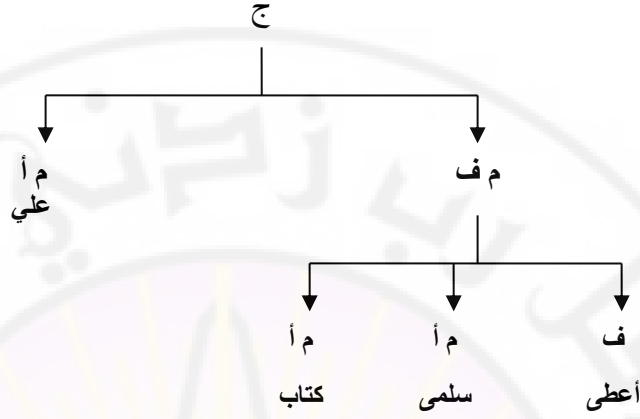 ج
م ف
م أ
علي
ف
م أ
م أ
أعطى
سلمى
كتاب